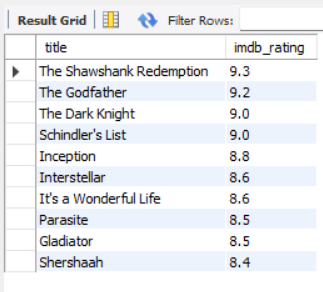 Result Grid Filter Rows:
title imdb_rating
The Shawshank Redemption 9.3
The Godfather 9.2
The Dark Knight 9.0
Schindler's List 9.0
Inception 8.8
Interstellar 8.6
It's a Wonderful Life 8.6
Parasite 8.5
Gladiator 8.5
Shershaah 8.4